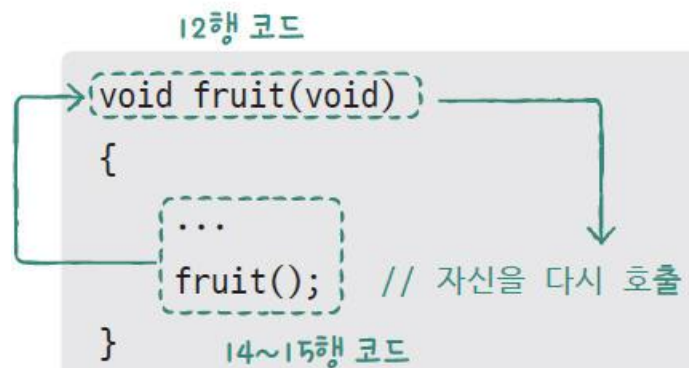 12행 코드
void fruit(void)
{
...
fruit(); // 자신을 다시 호출
}
14~15행 코드